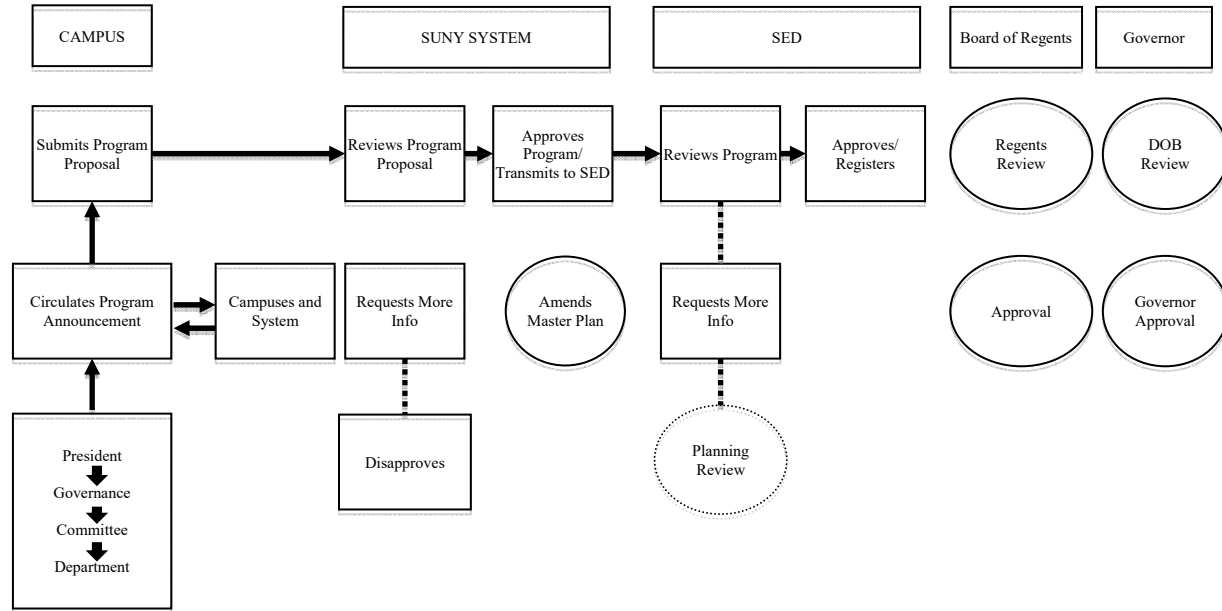 CAMPUS
SUNY SYSTEM
SED
Board of Regents
Governor
Submits Program
Proposal
Reviews Program
Proposal
Approves
Program/
Transmits to SED
Reviews Program
Approves/
Registers
Regents
Review
DOB
Review
Circulates Program
Announcement
Campuses and
System
Requests More
Info
Amends
Master Plan
Requests More
Info
Approval
Governor
Approval
President
Governance
Committee
Department
Disapproves
Planning
Review